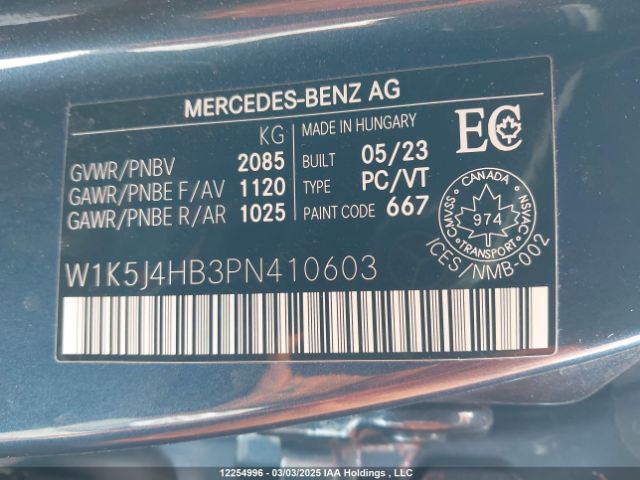 MERCEDES-BENZ AG
KG
MADE IN HUNGARY
EC
GVWR/PNBV 2085
BUILT 05/23
GAWR/PNBE F/AV 1120
TYPE PC/VT
GAWR/PNBE R/AR 1025
PAINT CODE 667
CANADA
CMVSS
974
NSVAC
TRANSPORT
ICES/NMB-002
W1K5J4HB3PN410603
12254996 - 03/03/2025 IAA Holdings , LLC